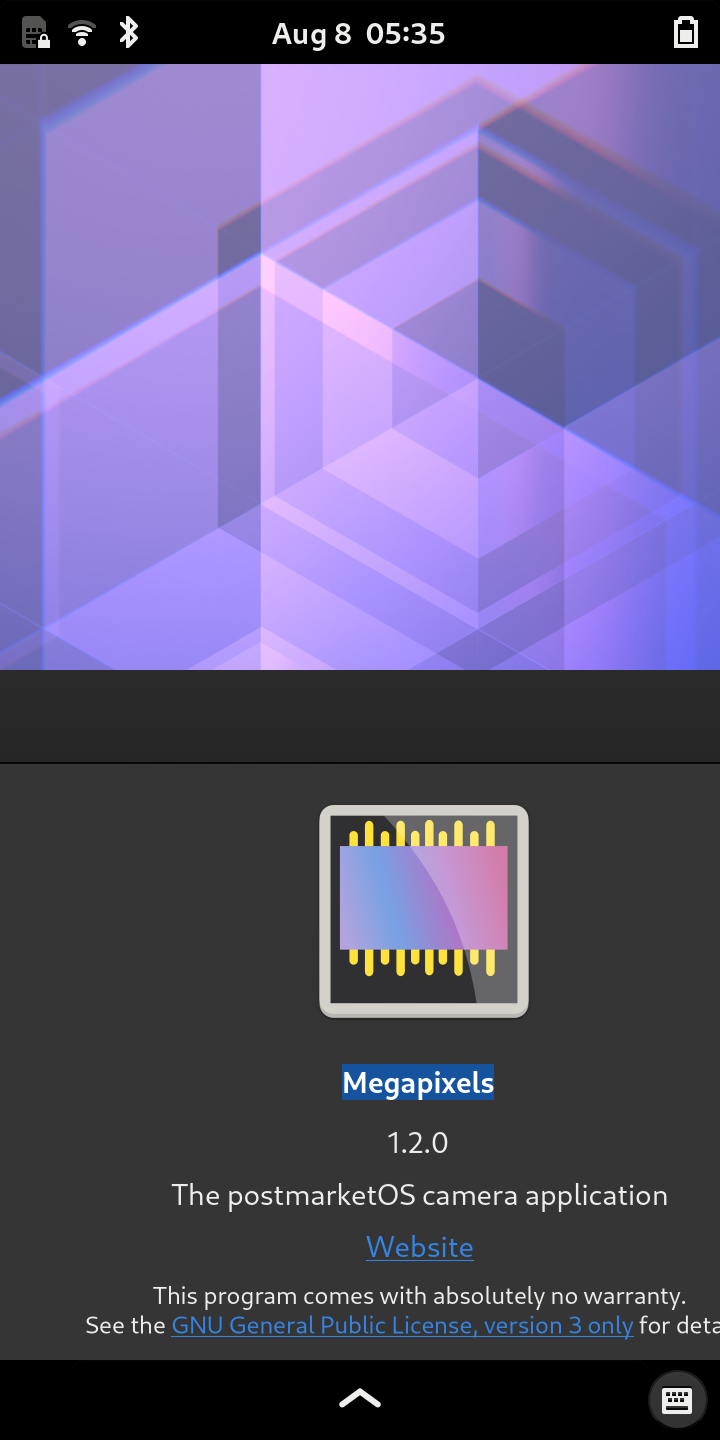 Aug 8 05:35
Megapixels
1.2.0
The postmarketOS camera application
Website
This program comes with absolutely no warranty.
See the GNU General Public License, version 3 only for deta